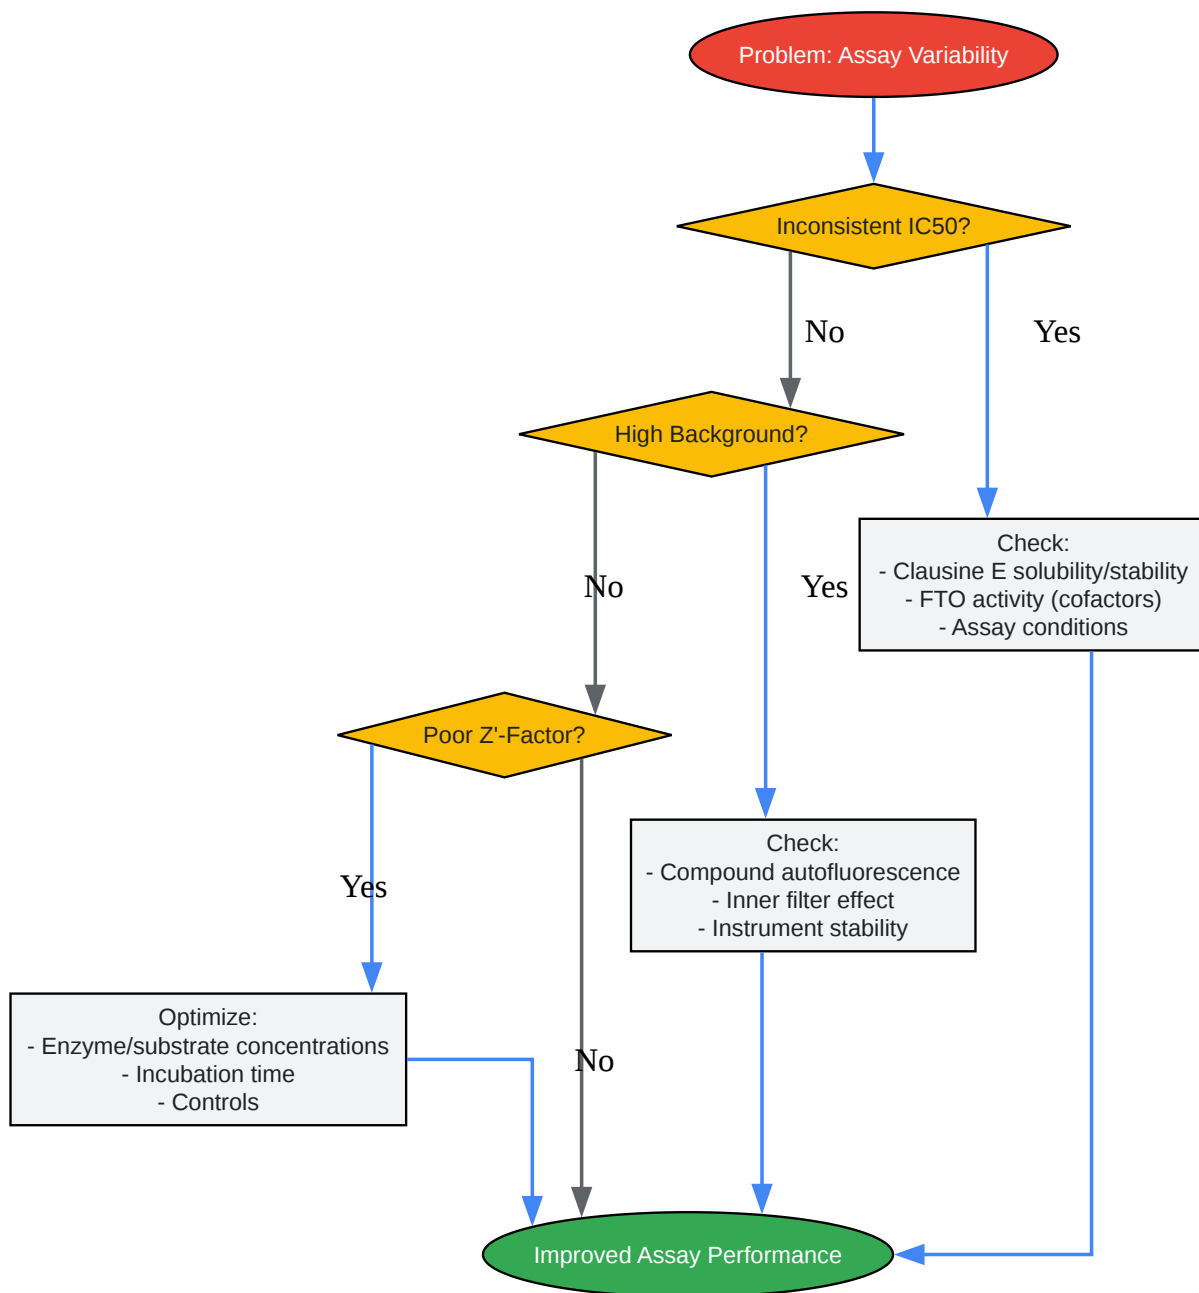 Problem: Assay Variability
Inconsistent IC50?
No
Yes
High Background?
Check:
- Clausine E solubility/stability
- FTO activity (cofactors)
- Assay conditions
No
Yes
Poor Z'-Factor?
Check:
- Compound autofluorescence
- Inner filter effect
- Instrument stability
Yes
Optimize:
- Enzyme/substrate concentrations
- Incubation time
- Controls
No
Improved Assay Performance